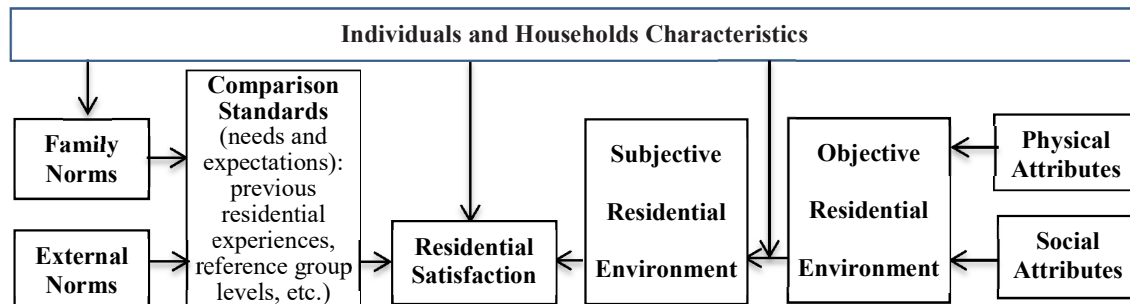 Individuals and Households Characteristics
Family
Norms
External
Norms
Comparison
Standards
(needs and
expectations):
previous
residential
experiences,
reference group
levels, etc.)
Residential
Satisfaction
Subjective
Residential
Environment
Objective
Residential
Environment
Physical
Attributes
Social
Attributes